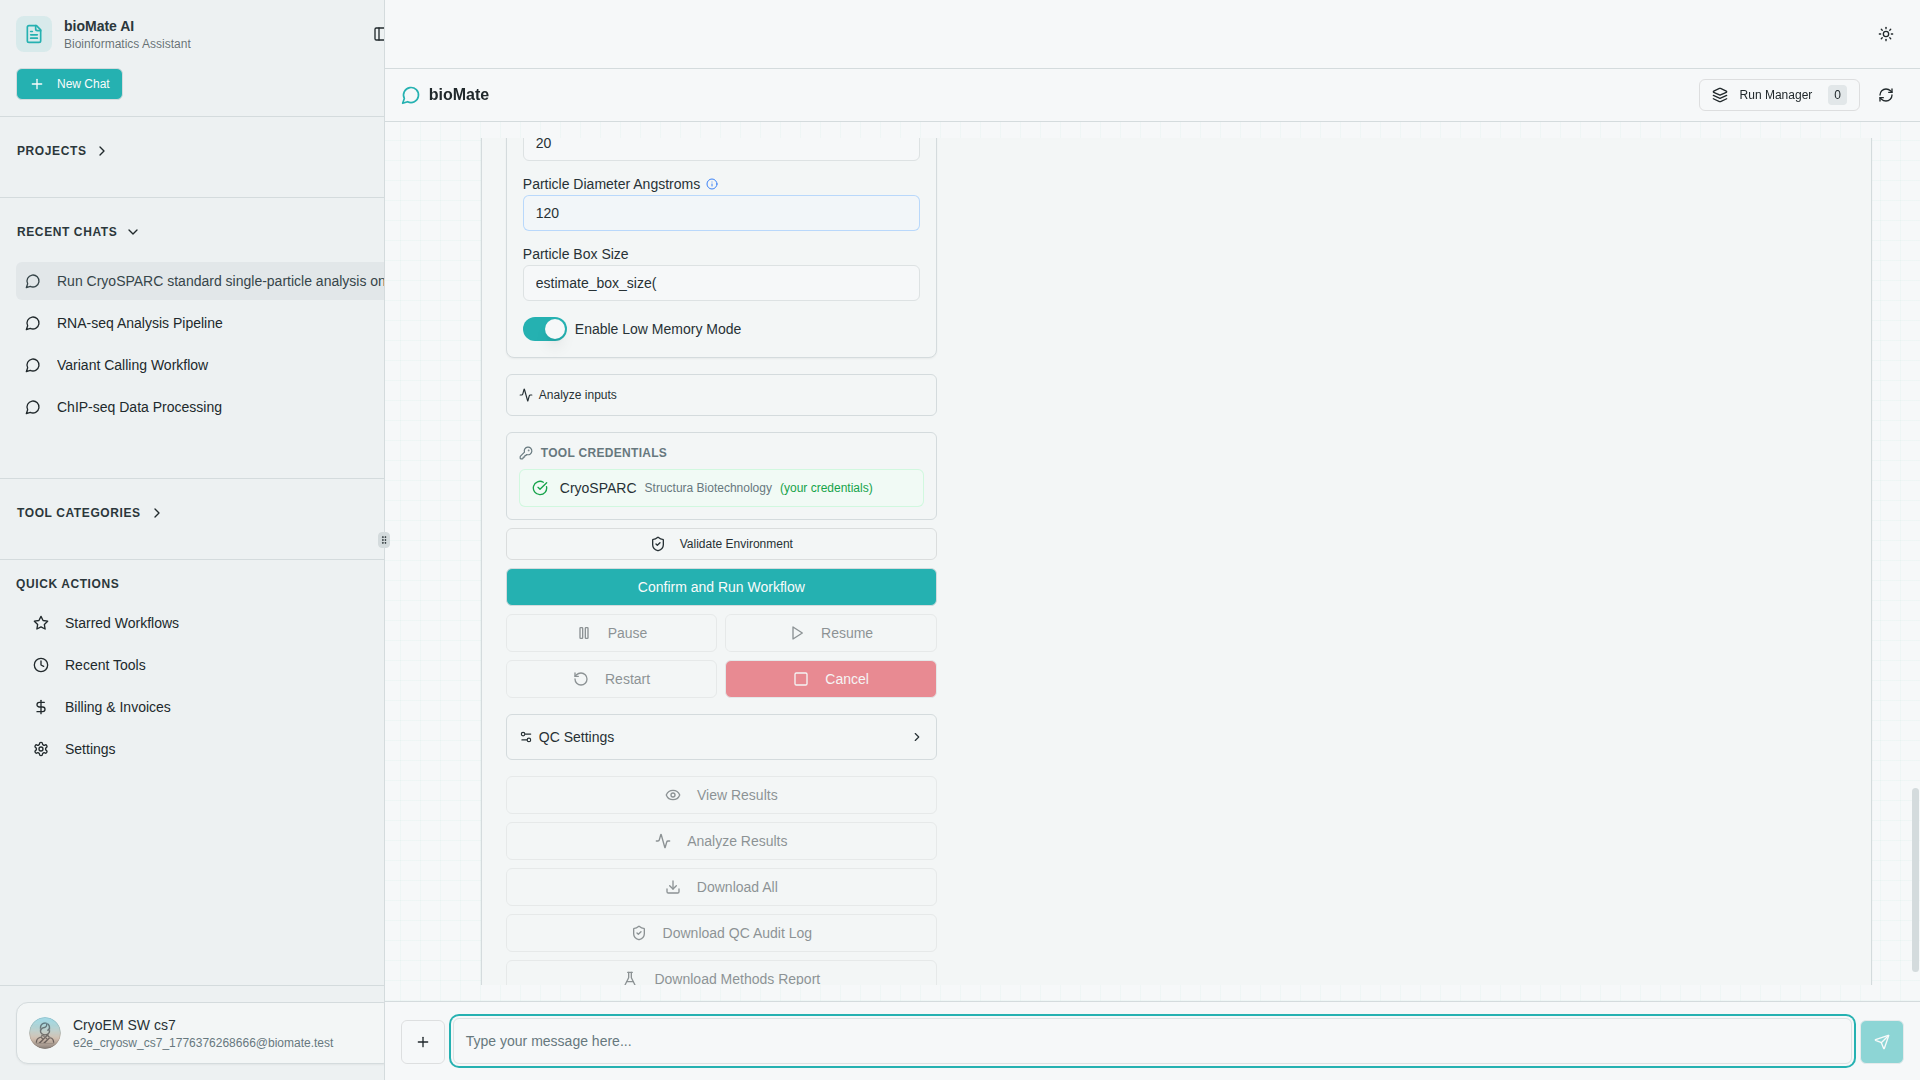 bioMate AI
Bioinformatics Assistant
New Chat
PROJECTS
RECENT CHATS
Run CryoSPARC standard single-particle analysis on
RNA-seq Analysis Pipeline
Variant Calling Workflow
ChIP-seq Data Processing
TOOL CATEGORIES
QUICK ACTIONS
Starred Workflows
Recent Tools
Billing & Invoices
Settings
CryoEM SW cs7
e2e_cryosw_cs7_1776376268666@biomate.test
bioMate
Run Manager 0
20
Particle Diameter Angstroms
120
Particle Box Size
estimate_box_size(
Enable Low Memory Mode
Analyze inputs
TOOL CREDENTIALS
CryoSPARC Structura Biotechnology (your credentials)
Validate Environment
Confirm and Run Workflow
Pause
Resume
Restart
Cancel
QC Settings
View Results
Analyze Results
Download All
Download QC Audit Log
Download Methods Report
Type your message here...